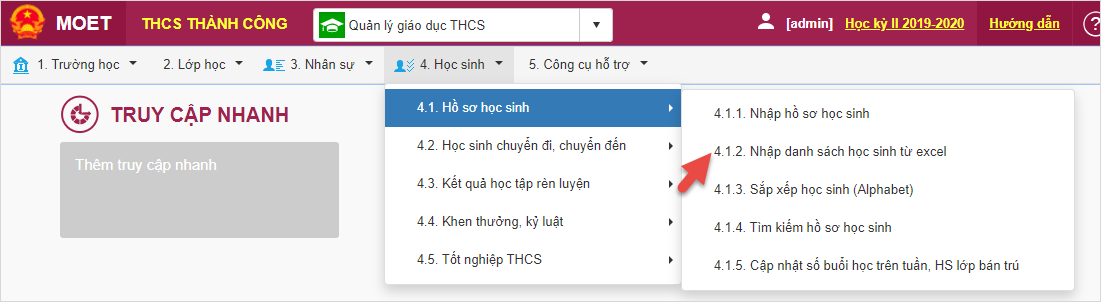 MOET THCS THÀNH CÔNG Quản lý giáo dục THCS [admin] Học kỳ II 2019-2020 Hướng dẫn ?
1. Trường học 2. Lớp học 3. Nhân sự 4. Học sinh 5. Công cụ hỗ trợ
TRUY CẬP NHANH
Thêm truy cập nhanh
4.1. Hồ sơ học sinh
4.2. Học sinh chuyển đi, chuyển đến
4.3. Kết quả học tập rèn luyện
4.4. Khen thưởng, kỷ luật
4.5. Tốt nghiệp THCS
4.1.1. Nhập hồ sơ học sinh
4.1.2. Nhập danh sách học sinh từ excel
4.1.3. Sắp xếp học sinh (Alphabet)
4.1.4. Tìm kiếm hồ sơ học sinh
4.1.5. Cập nhật số buổi học trên tuần, HS lớp bán trú